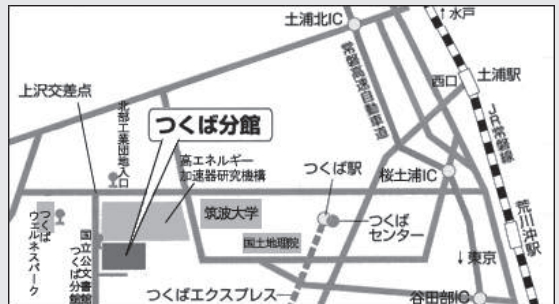 ↑水戸
土浦北IC
常磐高速自動車道
西口
土浦駅
上沢交差点
北部工業団地入口
つくば分館
JR常磐線
高エネルギー
加速器研究機構
つくば駅
桜土浦IC
つくば
ウエルネスパーク
国立公文書館
つくば分館
筑波大学
国土地理院
つくば
センター
荒川沖駅
↓東京
つくばエクスプレス
谷田部IC